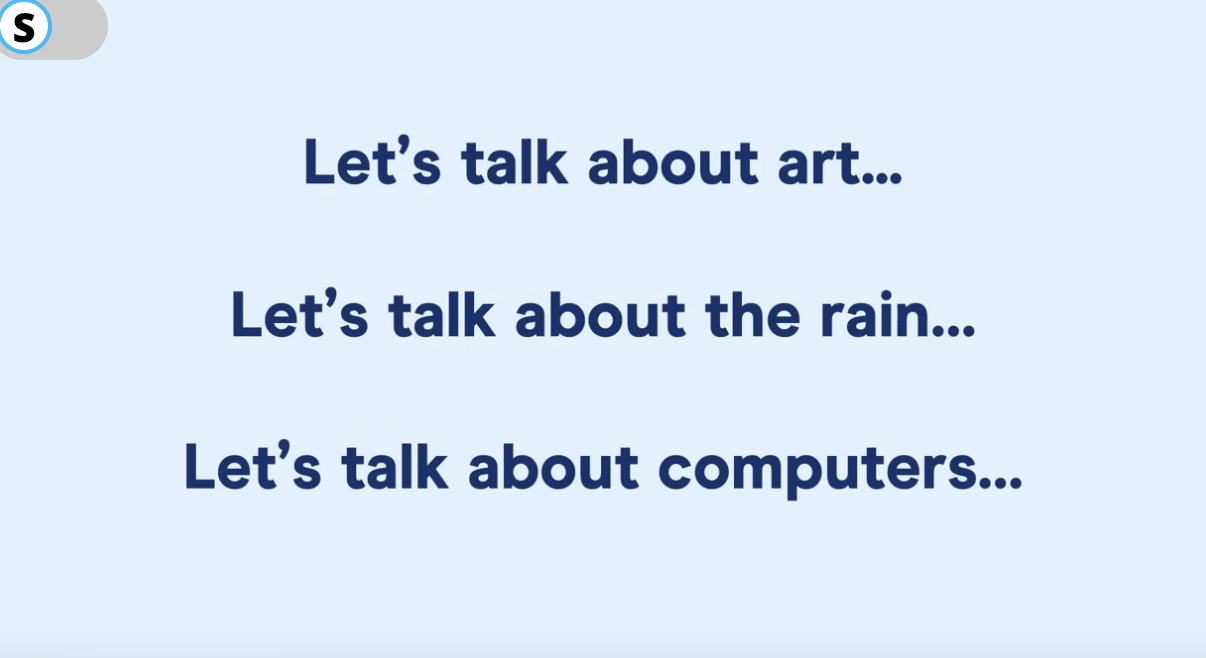 S
Let’s talk about art...
Let’s talk about the rain...
Let’s talk about computers...